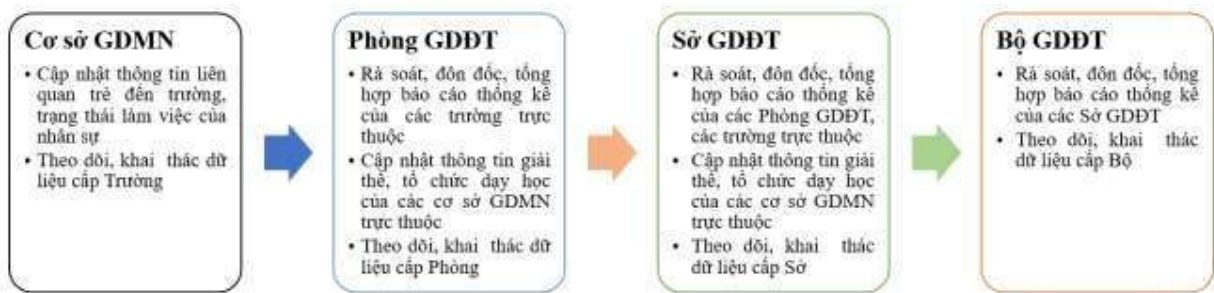 Cơ sở GDMN
• Cập nhật thông tin liên
quan trẻ đến trường,
trạng thái làm việc của
nhân sự
• Theo dõi, khai thác dữ
liệu cấp Trường
Phòng GDĐT
• Rà soát, đôn đốc, tổng
hợp báo cáo thống kê
của các trường trực
thuộc
• Cập nhật thông tin giải
thể, tổ chức dạy học
của các cơ sở GDMN
trực thuộc
• Theo dõi, khai thác dữ
liệu cấp Phòng
Sở GDĐT
• Rà soát, đôn đốc, tổng
hợp báo cáo thống kê
của các Phòng GDĐT,
các trường trực thuộc
• Cập nhật thông tin giải
thể, tổ chức dạy học
của các cơ sở GDMN
trực thuộc
• Theo dõi, khai thác
dữ liệu cấp Sở
Bộ GDĐT
• Rà soát, đôn đốc, tổng
hợp báo cáo thống kê
của các Sở GDĐT
• Theo dõi, khai thác
dữ liệu cấp Bộ